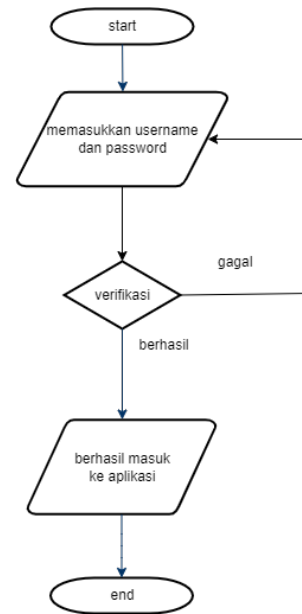 start
memasukkan username
dan password
gagal
verifikasi
berhasil
berhasil masuk
ke aplikasi
end